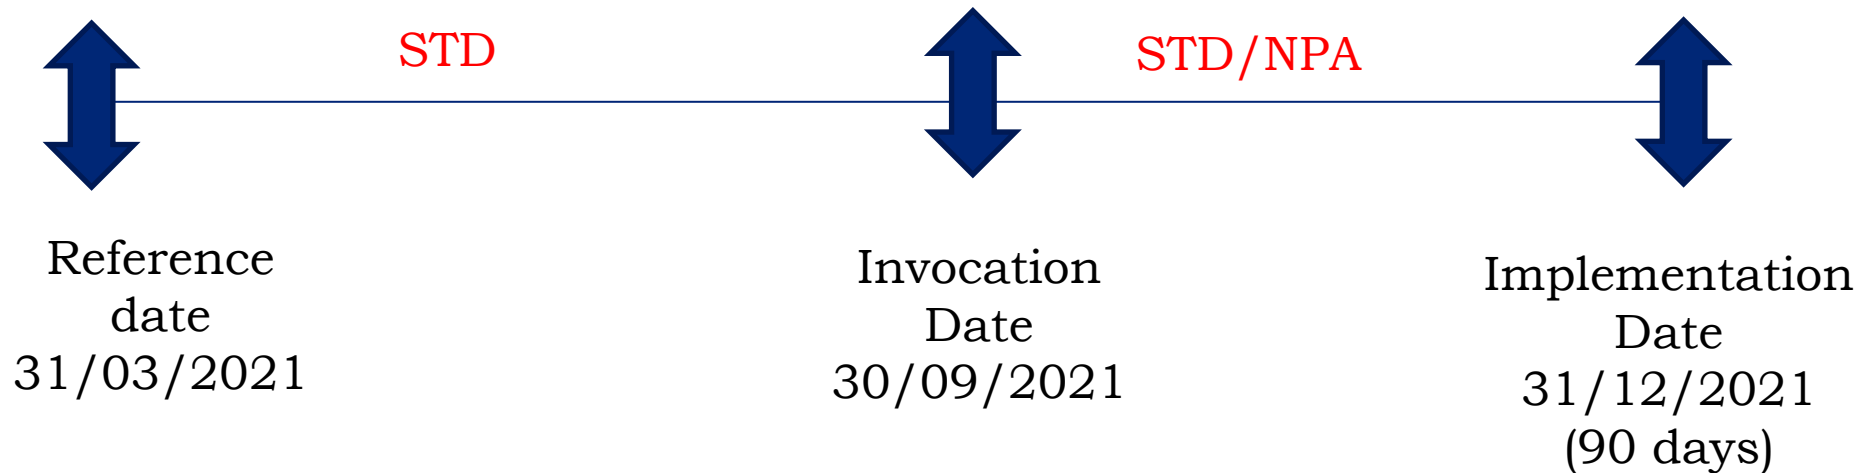 STD
STD/NPA
Reference
date
31/03/2021
Invocation
Date
30/09/2021
Implementation
Date
31/12/2021
(90 days)